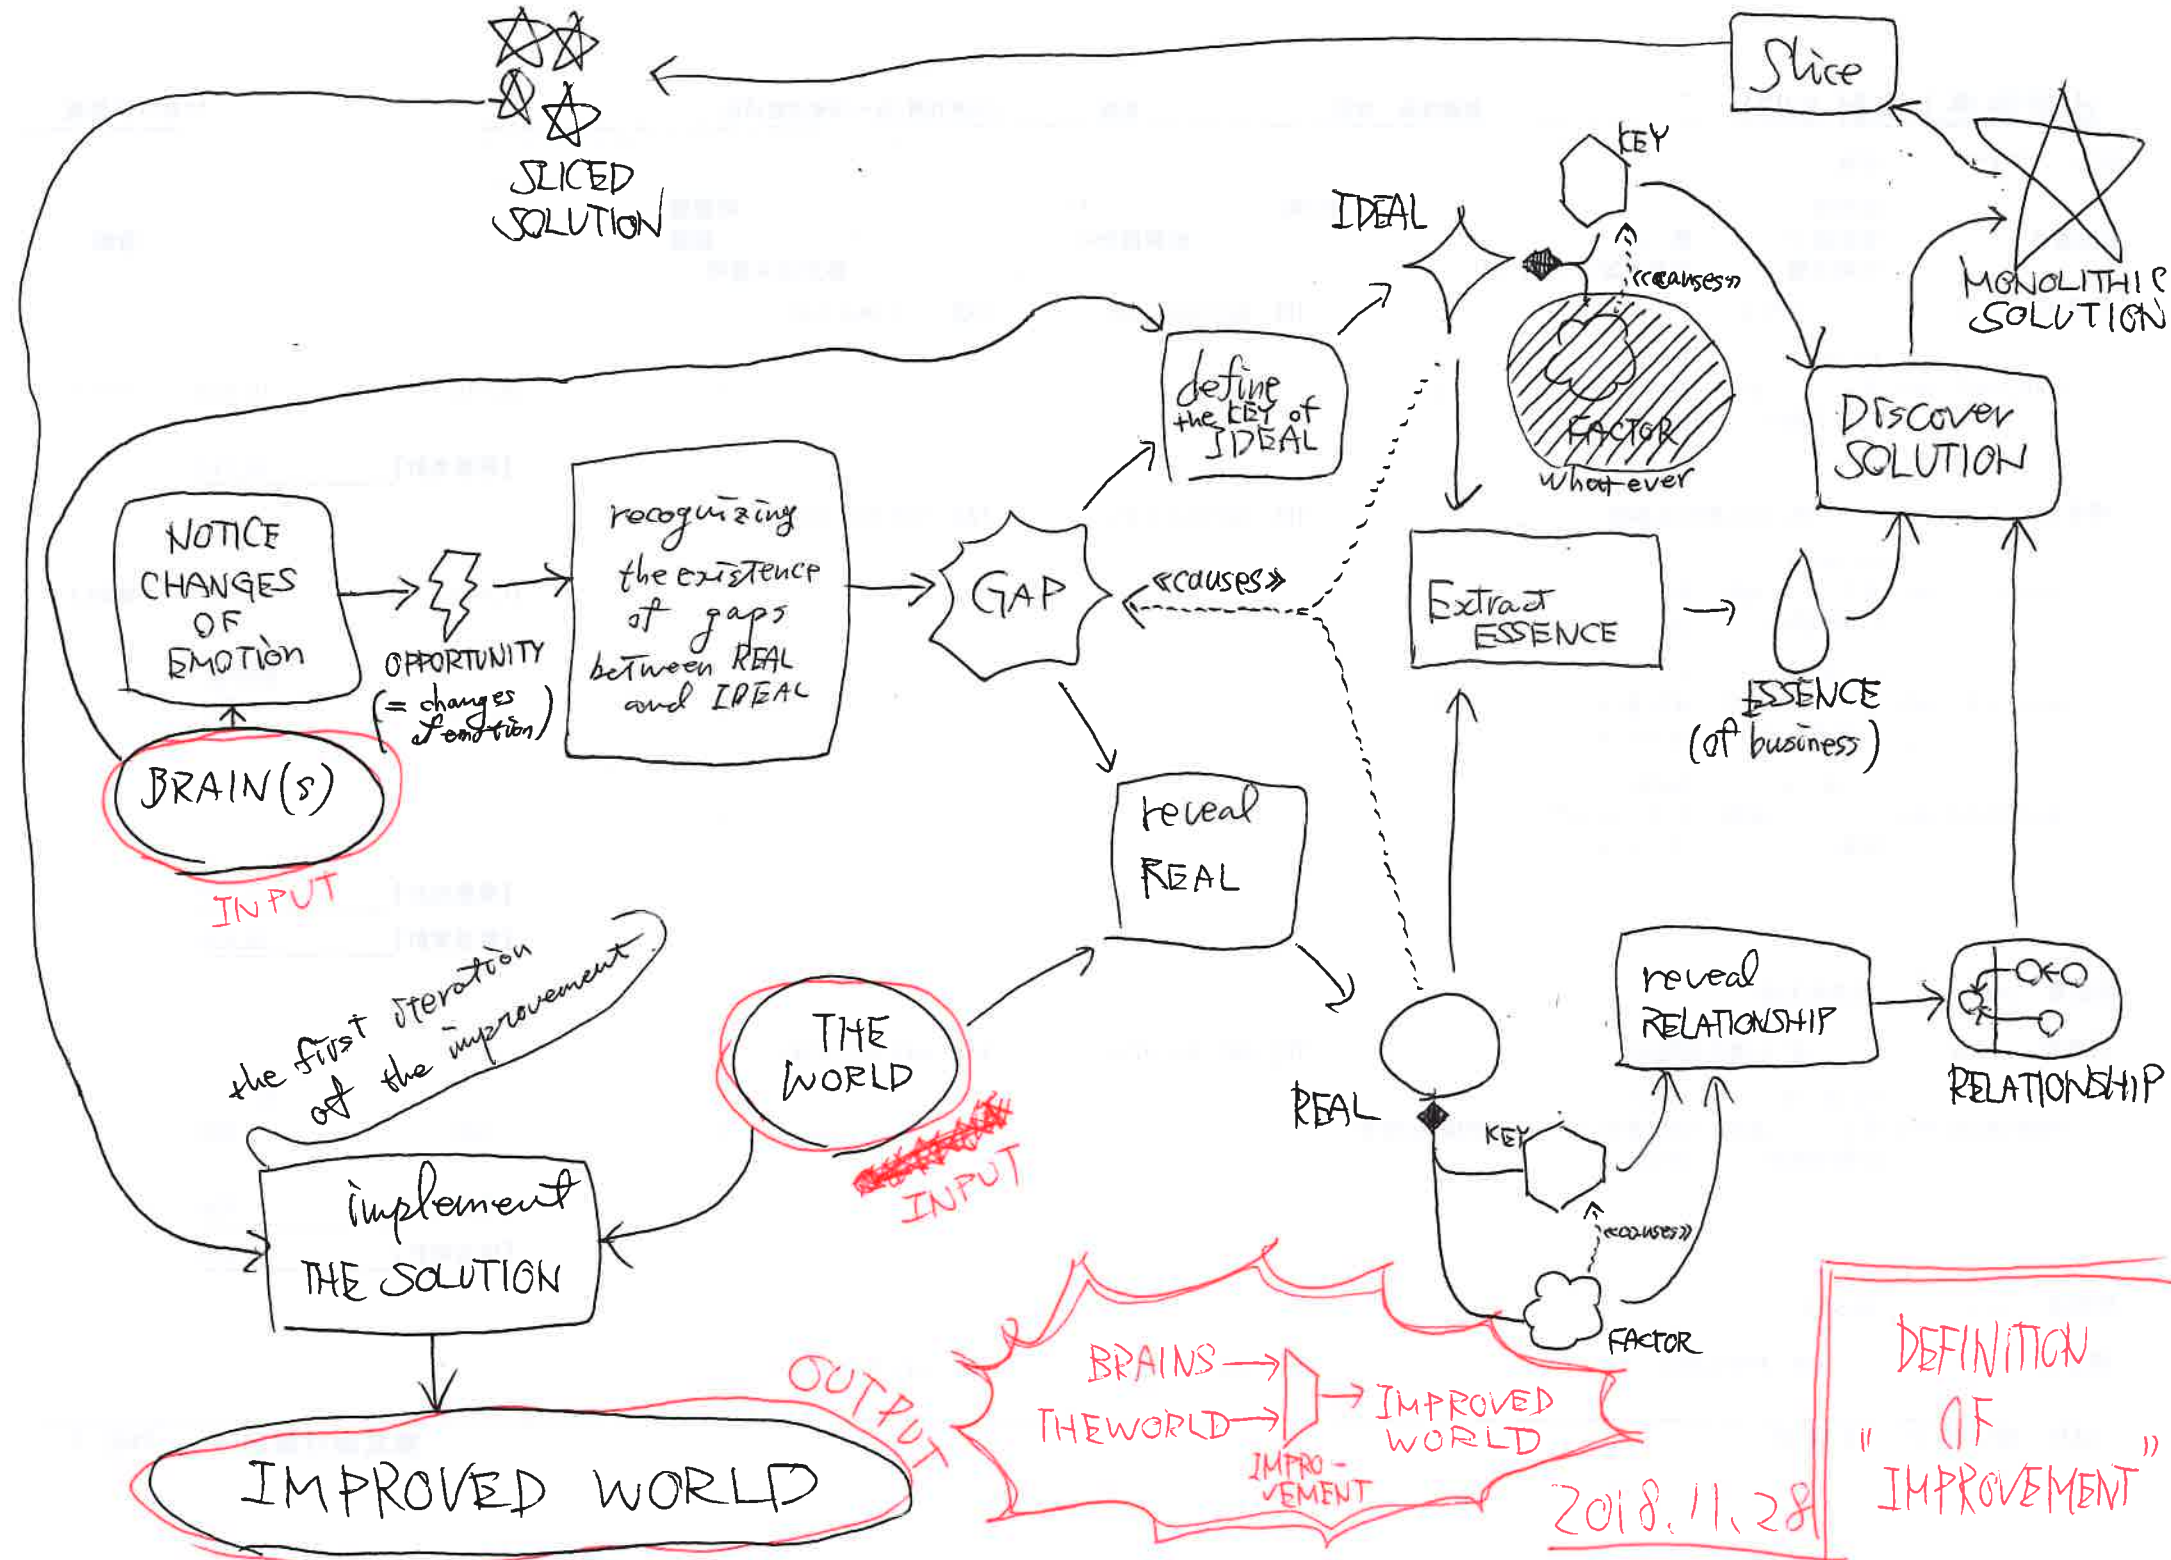 Slice
SLICED
SOLUTION
KEY
IDEAL
«causes»
MONOLITHIC
SOLUTION
define
the KEY of
IDEAL
FACTOR
whatever
Discover
SOLUTION
NOTICE
CHANGES
OF
EMOTION
OPPORTUNITY
(= changes
of emotion)
recognizing
the existence
of gaps
between REAL
and IDEAL
GAP
«causes»
Extract
ESSENCE
ESSENCE
(of business)
BRAIN(s)
INPUT
reveal
REAL
the first iteration
of the improvement
THE
WORLD
INPUT
REAL
KEY
«causes»
FACTOR
reveal
RELATIONSHIP
RELATIONSHIP
implement
THE SOLUTION
IMPROVED WORLD
OUTPUT
BRAINS
THE WORLD
IMPRO-
VEMENT
IMPROVED
WORLD
2018.11.28
DEFINITION
OF
"IMPROVEMENT"